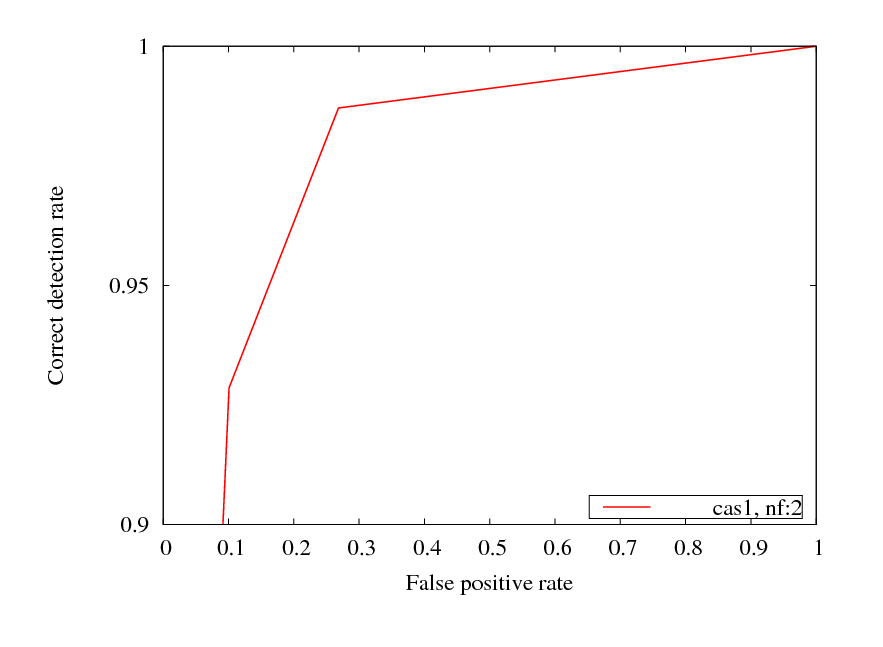 1
0.95
0.9
Correct detection rate
cas1, nf:2
0 0.1 0.2 0.3 0.4 0.5 0.6 0.7 0.8 0.9 1
False positive rate